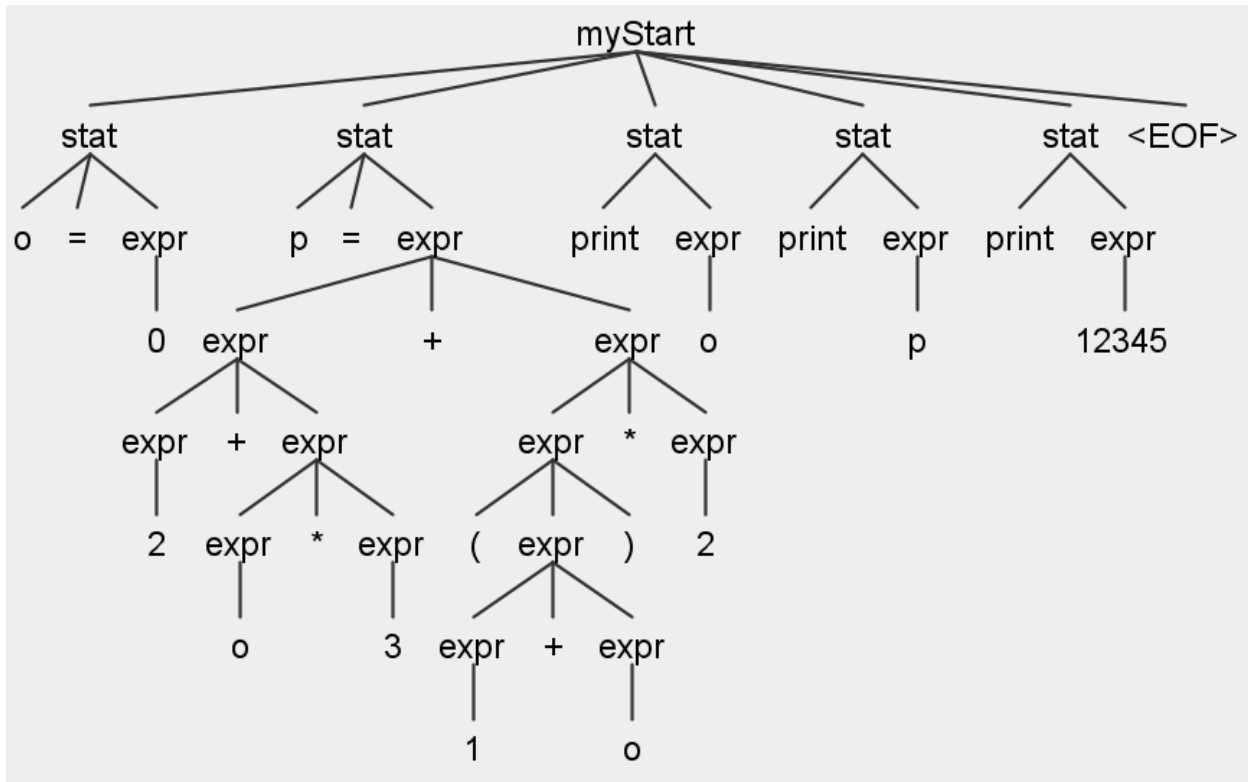 myStart
stat stat stat stat stat <EOF>
o = expr p = expr print expr print expr print expr
0 expr + expr o p 12345
expr + expr expr * expr
2 expr * expr ( expr ) 2
o 3 expr + expr
1 o